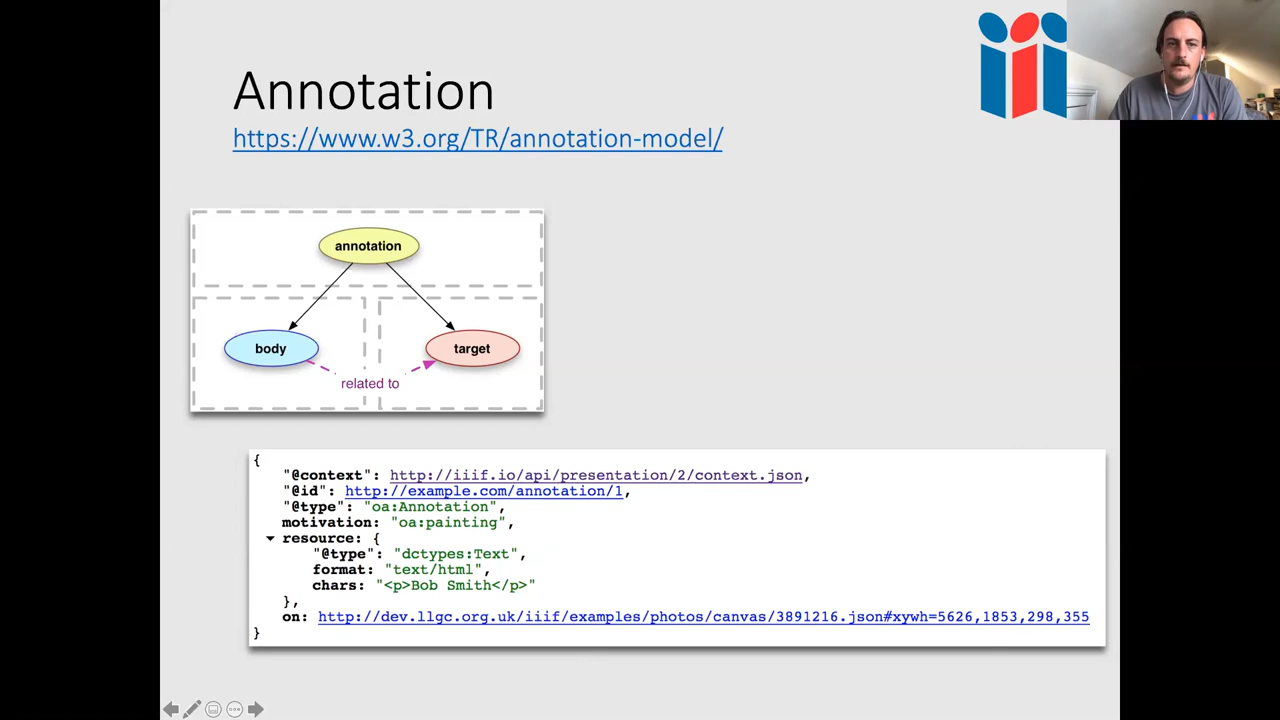 Annotation
https://www.w3.org/TR/annotation-model/
annotation
body
target
related to
{
"@context": http://iiif.io/api/presentation/2/context.json,
"@id": http://example.com/annotation/1,
"@type": "oa:Annotation",
motivation: "oa:painting",
resource: {
"@type": "dctypes:Text",
format: "text/html",
chars: "<p>Bob Smith</p>"
},
on: http://dev.llgc.org.uk/iiif/examples/photos/canvas/3891216.json#xywh=5626,1853,298,355
}